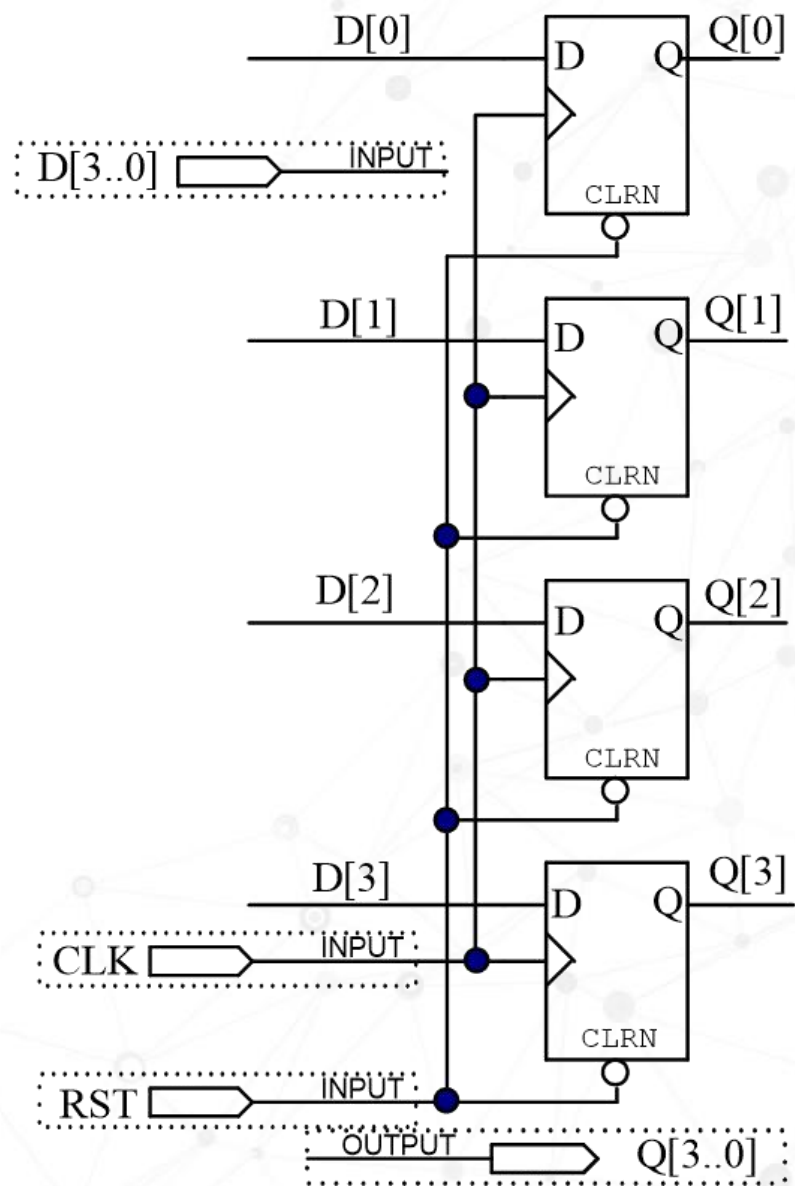 D[0] Q[0]
D Q
D[3..0] INPUT
CLRN
D[1] Q[1]
D Q
CLRN
D[2] Q[2]
D Q
CLRN
D[3] Q[3]
D Q
CLK INPUT
CLRN
RST INPUT
OUTPUT Q[3..0]